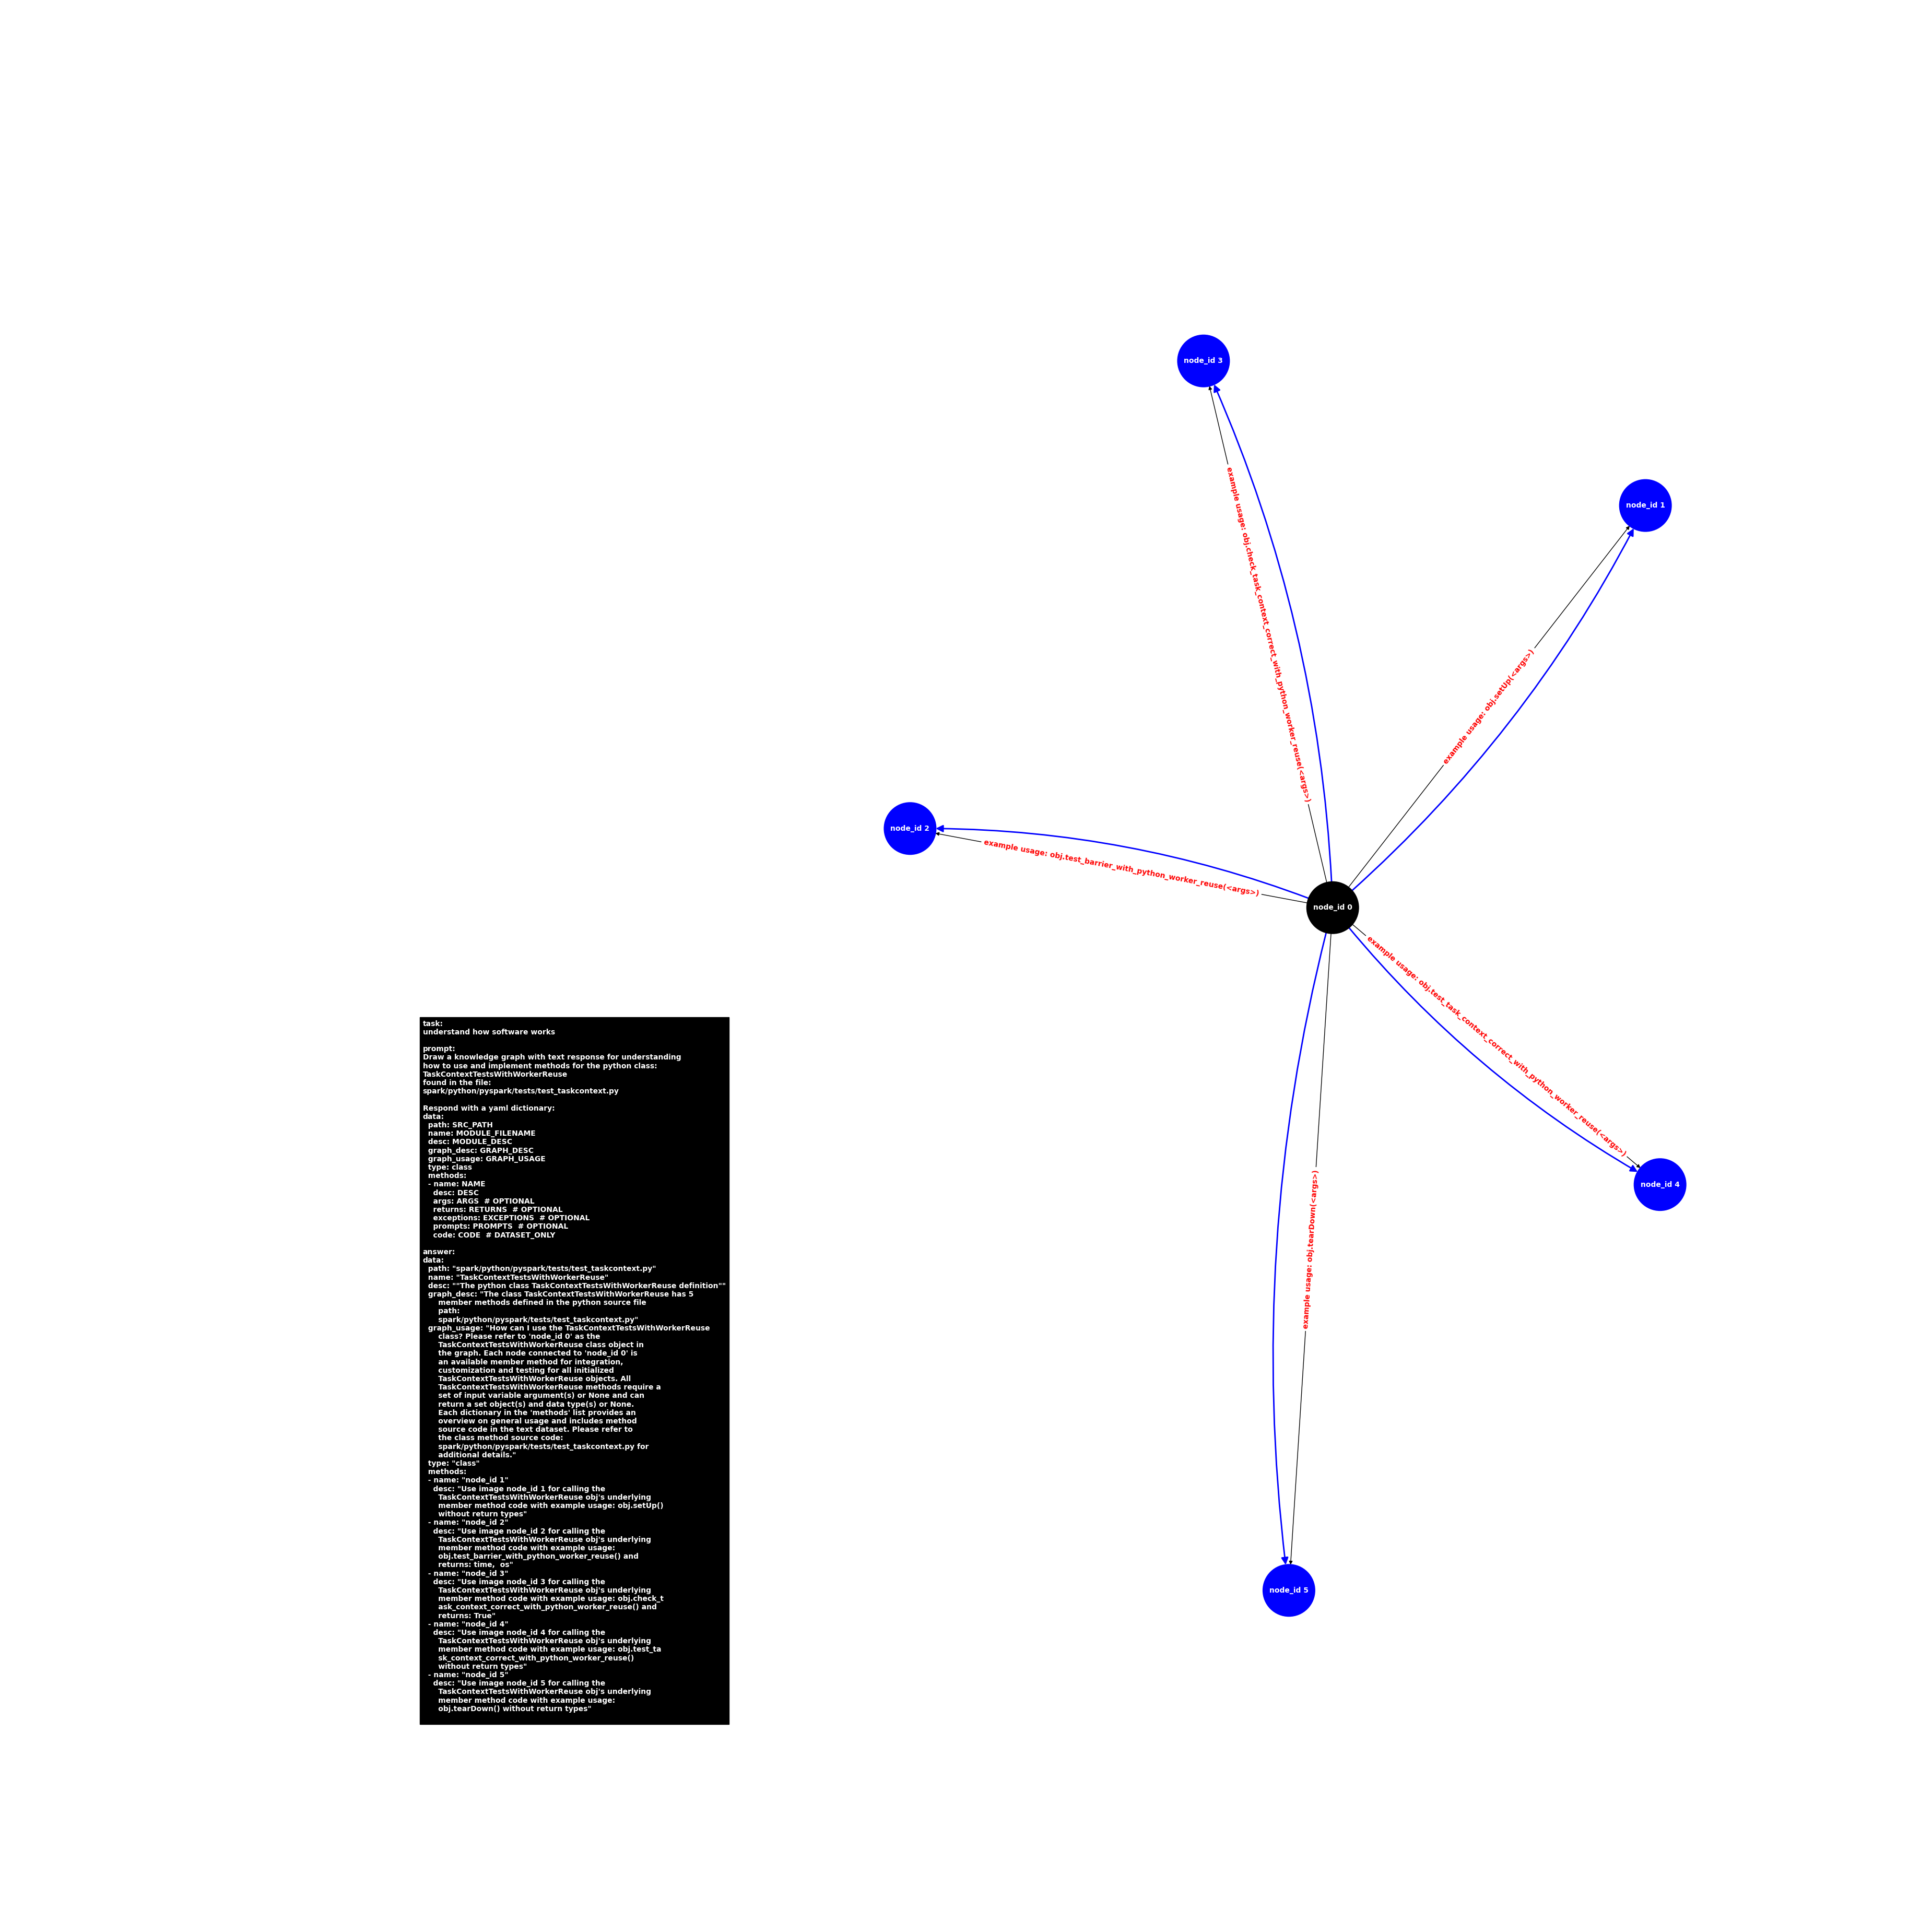 node_id 3
node_id 1
example usage: obj.check_task_context_correct_with_python_worker_reuse(<args>)
example usage: obj.setUp(<args>)
node_id 2
example usage: obj.test_barrier_with_python_worker_reuse(<args>)
node_id 0
example usage: obj.test_task_context_correct_with_python_worker_reuse(<args>)
node_id 4
example usage: obj.tearDown(<args>)
node_id 5
task:
understand how software works

prompt:
Draw a knowledge graph with text response for understanding
how to use and implement methods for the python class:
TaskContextTestsWithWorkerReuse
found in the file:
spark/python/pyspark/tests/test_taskcontext.py

Respond with a yaml dictionary:
data:
  path: SRC_PATH
  name: MODULE_FILENAME
  desc: MODULE_DESC
  graph_desc: GRAPH_DESC
  graph_usage: GRAPH_USAGE
  type: class
  methods:
  - name: NAME
    desc: DESC
    args: ARGS  # OPTIONAL
    returns: RETURNS  # OPTIONAL
    exceptions: EXCEPTIONS  # OPTIONAL
    prompts: PROMPTS  # OPTIONAL
    code: CODE  # DATASET_ONLY

answer:
data:
  path: "spark/python/pyspark/tests/test_taskcontext.py"
  name: "TaskContextTestsWithWorkerReuse"
  desc: ""The python class TaskContextTestsWithWorkerReuse definition""
  graph_desc: "The class TaskContextTestsWithWorkerReuse has 5
      member methods defined in the python source file
      path:
      spark/python/pyspark/tests/test_taskcontext.py"
  graph_usage: "How can I use the TaskContextTestsWithWorkerReuse
      class? Please refer to 'node_id 0' as the
      TaskContextTestsWithWorkerReuse class object in
      the graph. Each node connected to 'node_id 0' is
      an available member method for integration,
      customization and testing for all initialized
      TaskContextTestsWithWorkerReuse objects. All
      TaskContextTestsWithWorkerReuse methods require a
      set of input variable argument(s) or None and can
      return a set object(s) and data type(s) or None.
      Each dictionary in the 'methods' list provides an
      overview on general usage and includes method
      source code in the text dataset. Please refer to
      the class method source code:
      spark/python/pyspark/tests/test_taskcontext.py for
      additional details."
  type: "class"
  methods:
  - name: "node_id 1"
    desc: "Use image node_id 1 for calling the
      TaskContextTestsWithWorkerReuse obj's underlying
      member method code with example usage: obj.setUp()
      without return types"
  - name: "node_id 2"
    desc: "Use image node_id 2 for calling the
      TaskContextTestsWithWorkerReuse obj's underlying
      member method code with example usage:
      obj.test_barrier_with_python_worker_reuse() and
      returns: time,  os"
  - name: "node_id 3"
    desc: "Use image node_id 3 for calling the
      TaskContextTestsWithWorkerReuse obj's underlying
      member method code with example usage: obj.check_t
      ask_context_correct_with_python_worker_reuse() and
      returns: True"
  - name: "node_id 4"
    desc: "Use image node_id 4 for calling the
      TaskContextTestsWithWorkerReuse obj's underlying
      member method code with example usage: obj.test_ta
      sk_context_correct_with_python_worker_reuse()
      without return types"
  - name: "node_id 5"
    desc: "Use image node_id 5 for calling the
      TaskContextTestsWithWorkerReuse obj's underlying
      member method code with example usage:
      obj.tearDown() without return types"